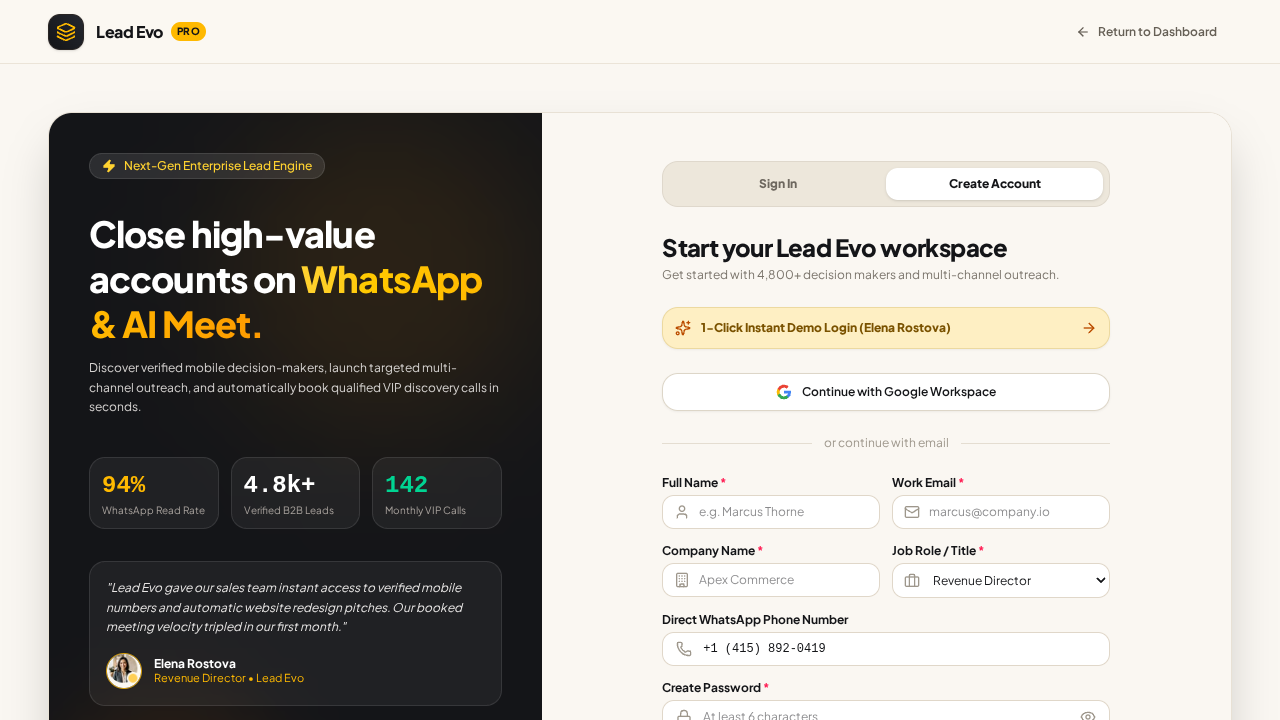 Lead Evo PRO
Return to Dashboard
Next-Gen Enterprise Lead Engine
Close high-value
accounts on WhatsApp
& AI Meet.
Discover verified mobile decision-makers, launch targeted multi-
channel outreach, and automatically book qualified VIP discovery calls in
seconds.
94%
WhatsApp Read Rate
4.8k+
Verified B2B Leads
142
Monthly VIP Calls
"Lead Evo gave our sales team instant access to verified mobile
numbers and automatic website redesign pitches. Our booked
meeting velocity tripled in our first month."
Elena Rostova
Revenue Director • Lead Evo
Sign In
Create Account
Start your Lead Evo workspace
Get started with 4,800+ decision makers and multi-channel outreach.
1-Click Instant Demo Login (Elena Rostova)
Continue with Google Workspace
or continue with email
Full Name *
Work Email *
e.g. Marcus Thorne
marcus@company.io
Company Name *
Job Role / Title *
Apex Commerce
Revenue Director
Direct WhatsApp Phone Number
+1 (415) 892-0419
Create Password *
At least 6 characters